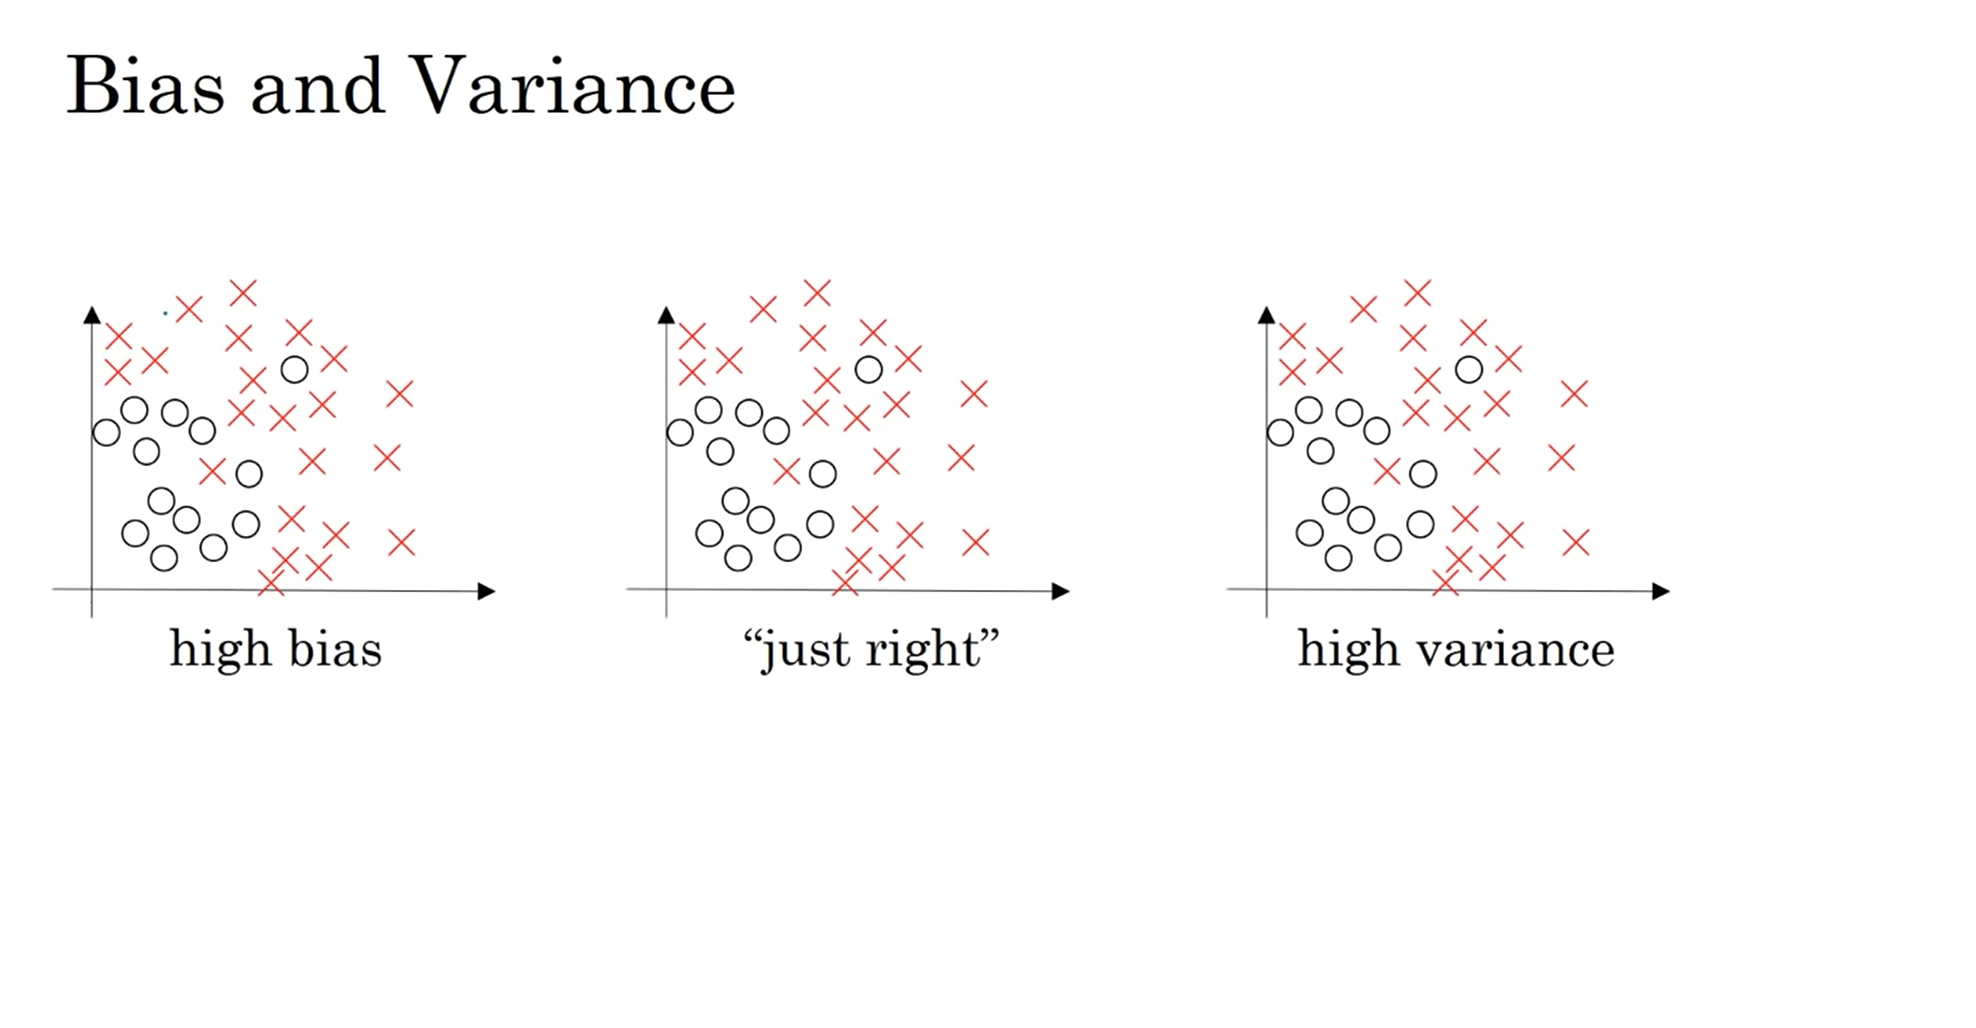 Bias and Variance
high bias
“just right”
high variance